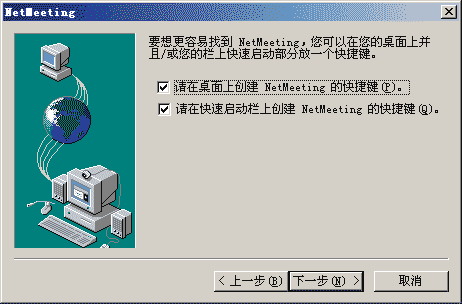 NetMeeting
要想更容易找到 NetMeeting,您可以在您的桌面上并
且/或您的栏上快速启动部分放一个快捷键。
请在桌面上创建 NetMeeting 的快捷键(P)。
请在快速启动栏上创建 NetMeeting 的快捷键(Q)。
< 上一步(B) 下一步(N) > 取消